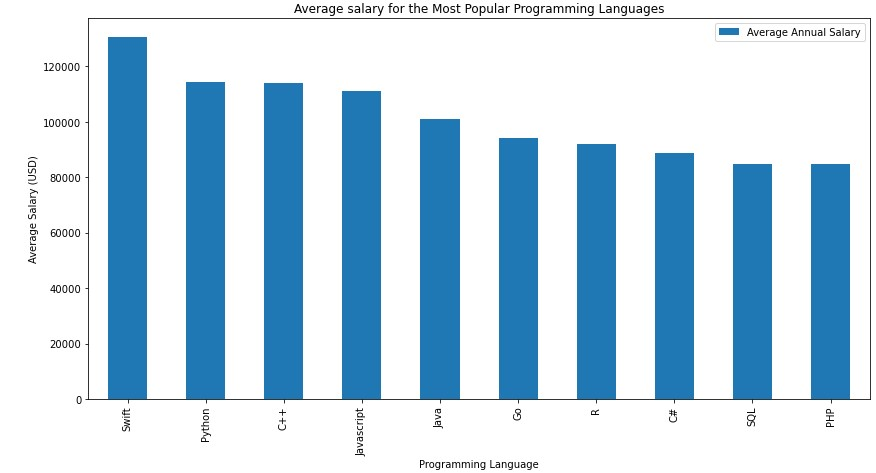 Average salary for the Most Popular Programming Languages
Average Annual Salary
Average Salary (USD)
120000
100000
80000
60000
40000
20000
0
Swift
Python
C++
Javascript
Java
Go
R
C#
SQL
PHP
Programming Language